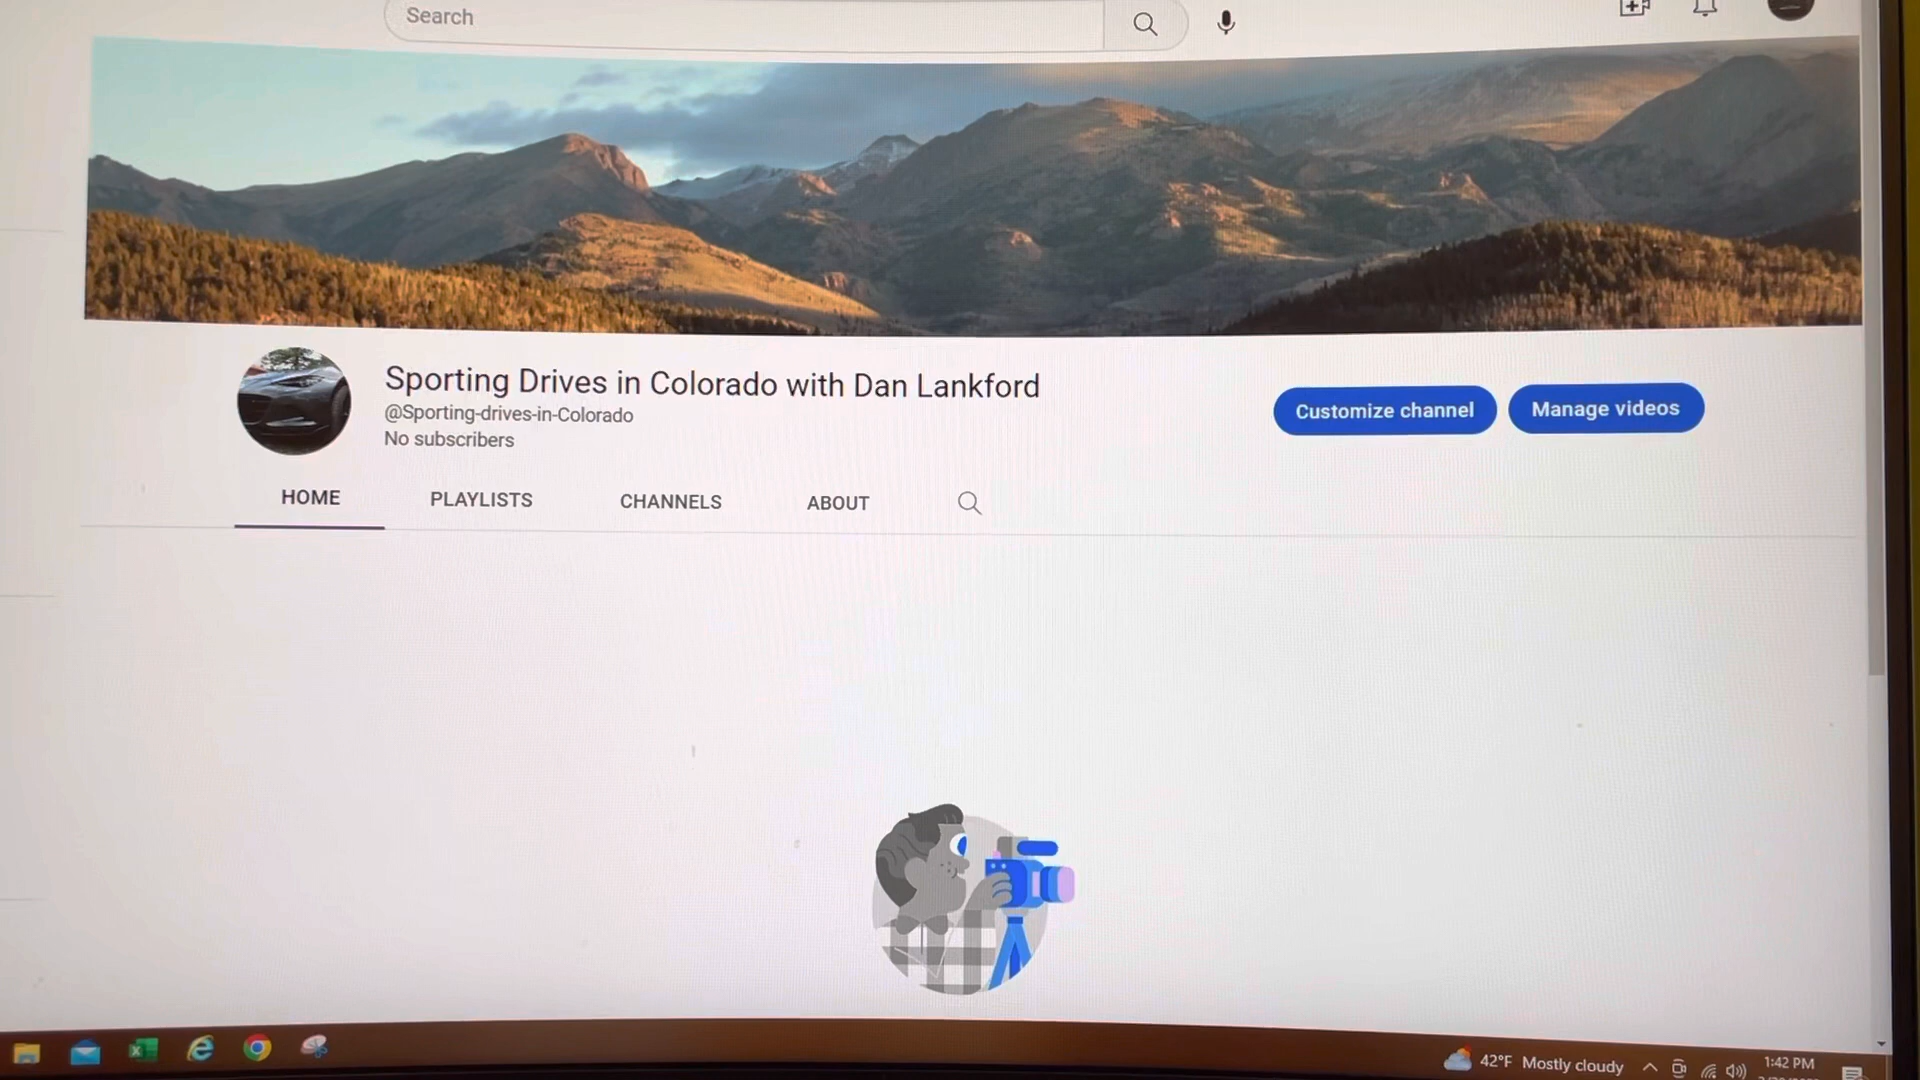 Search
Sporting Drives in Colorado with Dan Lankford
@Sporting-drives-in-Colorado
No subscribers
Customize channel
Manage videos
HOME
PLAYLISTS
CHANNELS
ABOUT
42°F Mostly cloudy
1:42 PM